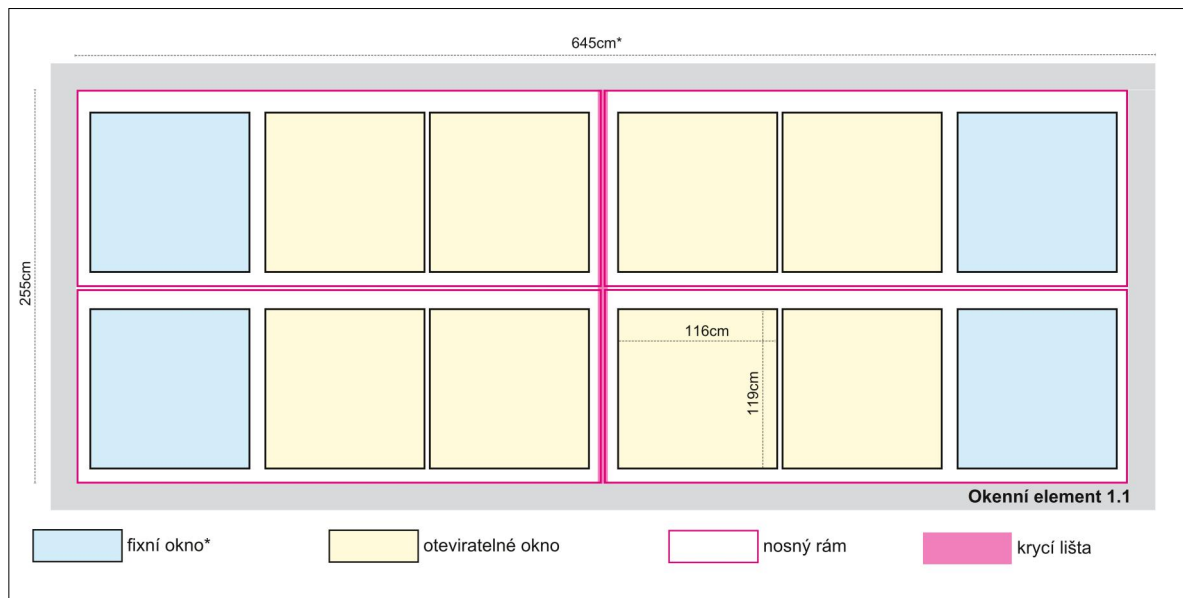 645cm*
255cm
116cm
119cm
Okenní element 1.1
fixní okno*
oteviratelné okno
nosný rám
krycí lišta